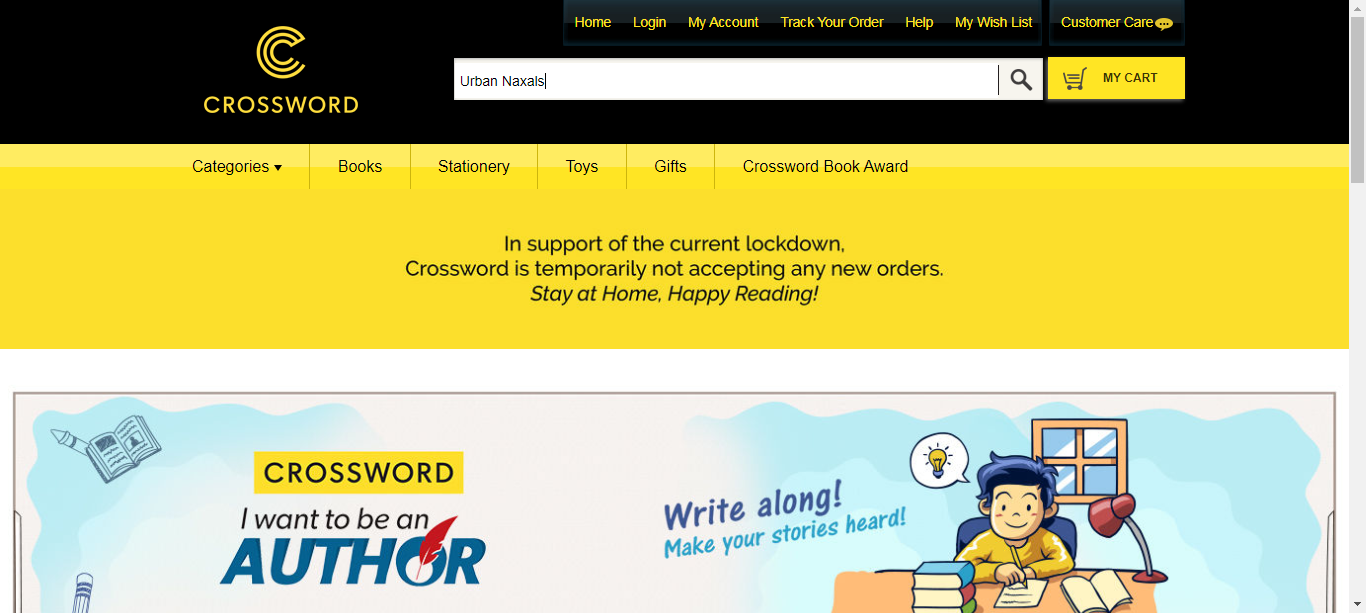 Home Login My Account Track Your Order Help My Wish List Customer Care
CROSSWORD
Urban Naxals
MY CART
Categories Books Stationery Toys Gifts Crossword Book Award
In support of the current lockdown,
Crossword is temporarily not accepting any new orders.
Stay at Home, Happy Reading!
CROSSWORD
I want to be an
AUTHOR
Write along!
Make your stories heard!